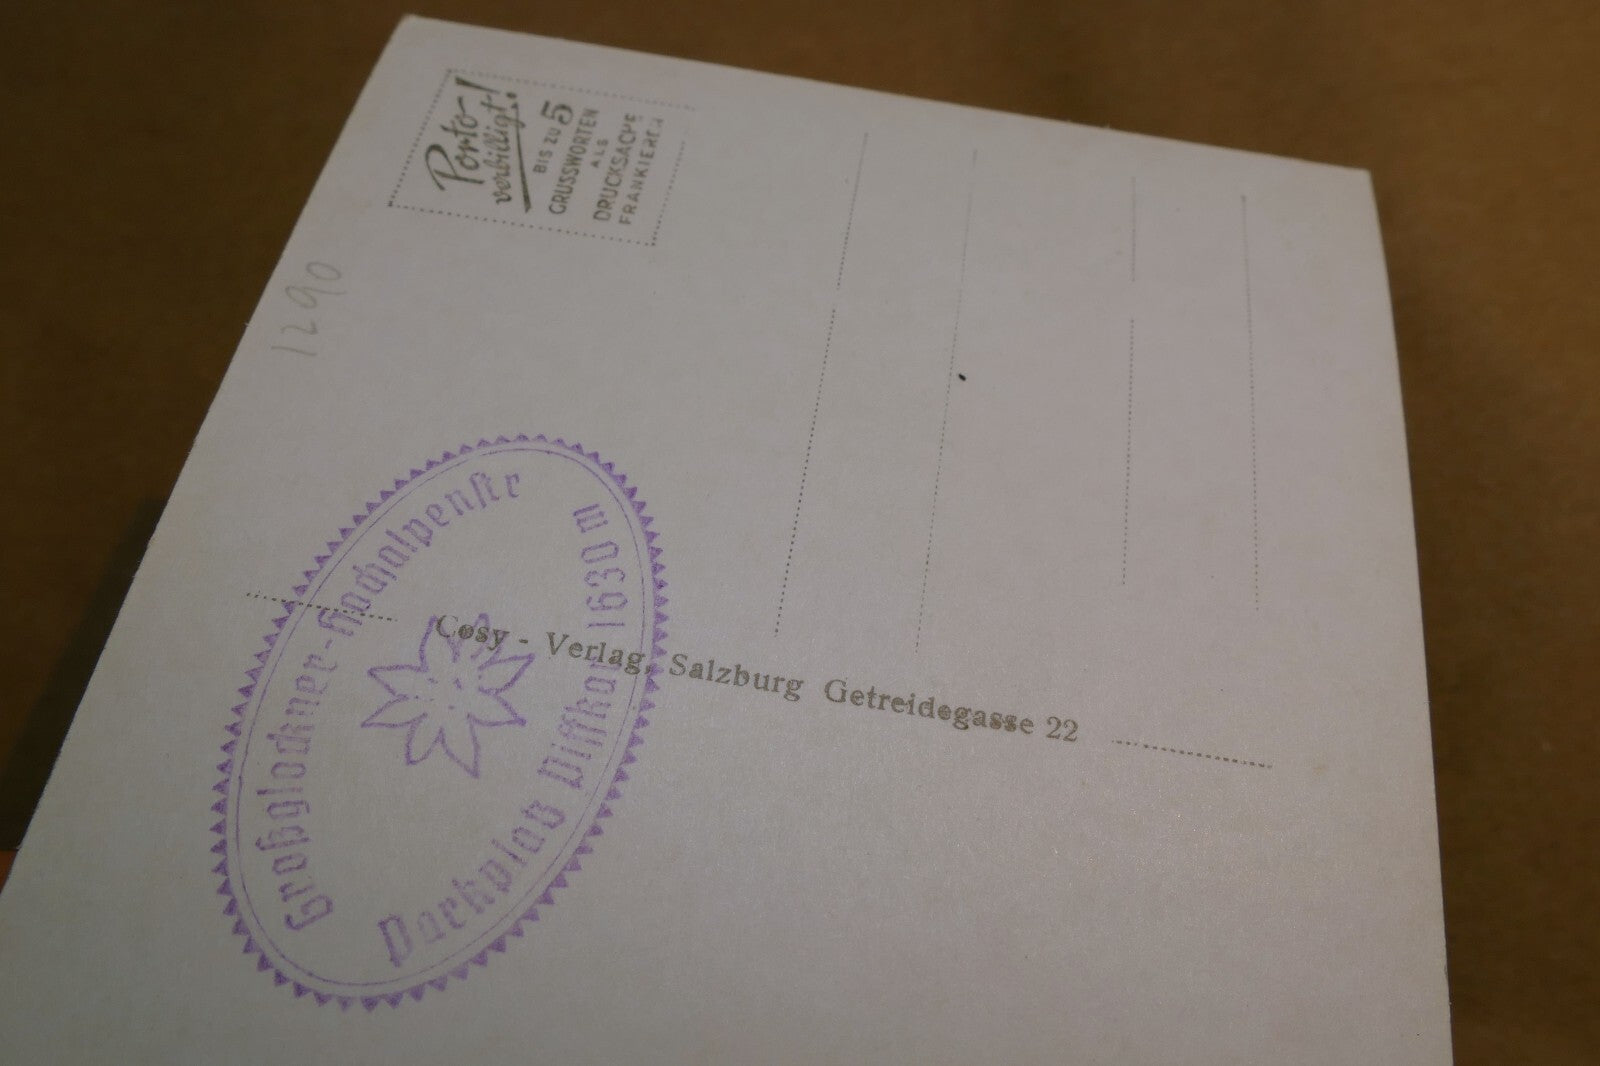 Porto
verbilligt!
BIS ZU 5
GRUSSWORTEN
ALS
DRUCKSACHE
FRANKIEREN
1290
Großglockner-Hochalpenstr
Parkplatz Piffkar 1630 m
Cosy - Verlag, Salzburg Getreidegasse 22